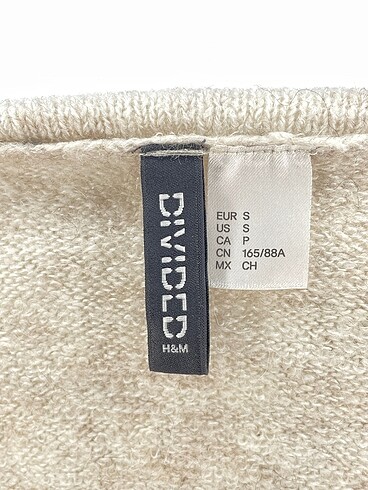 DIVIDED
H&M
EUR S
US S
CA P
CN 165/88A
MX CH